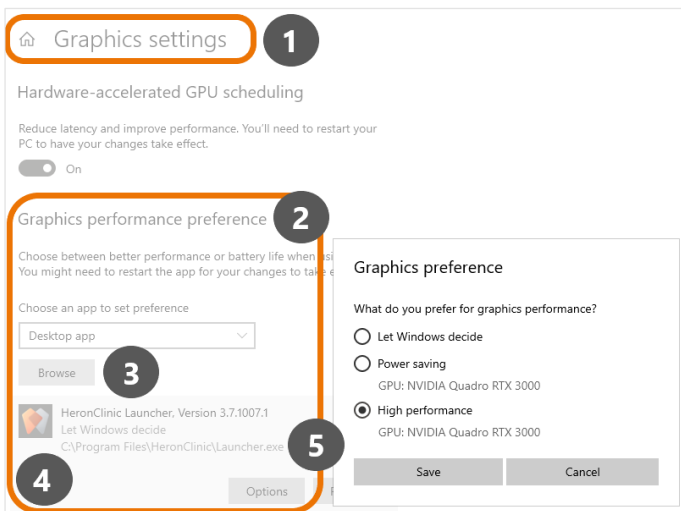 Graphics settings
1
Hardware-accelerated GPU scheduling
Reduce latency and improve performance. You'll need to restart your
PC to have your changes take effect.
On
Graphics performance preference
2
Choose between better performance or battery life when
You might need to restart the app for your changes to
Choose an app to set preference
Desktop app
Browse
3
HeronClinic Launcher, Version 3.7.1007.1
Let Windows decide
C:\Program Files\HeronClinic\Launcher.exe
4
5
Options
Graphics preference
What do you prefer for graphics performance?
Let Windows decide
Power saving
GPU: NVIDIA Quadro RTX 3000
High performance
GPU: NVIDIA Quadro RTX 3000
Save
Cancel